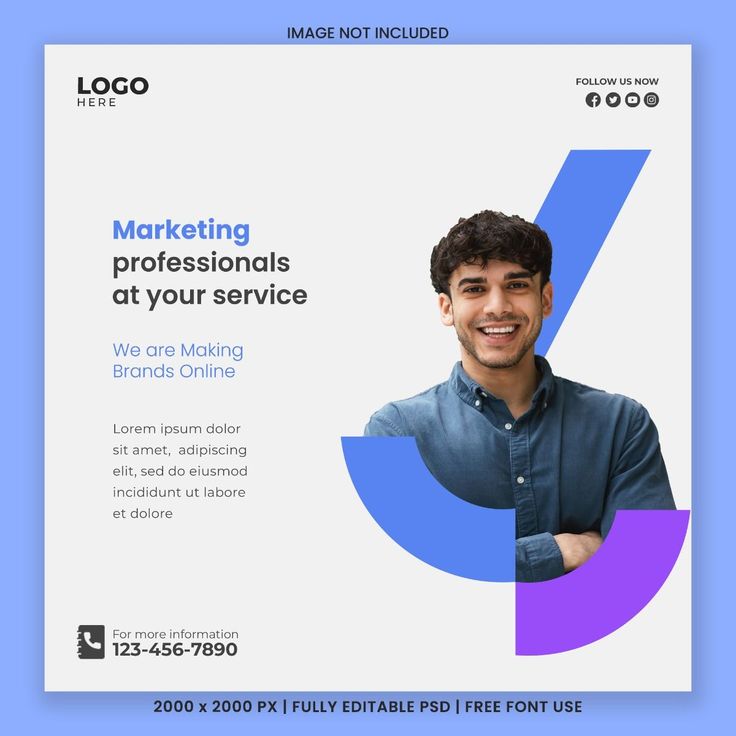 IMAGE NOT INCLUDED
LOGO
HERE
FOLLOW US NOW
Marketing
professionals
at your service
We are Making
Brands Online
Lorem ipsum dolor
sit amet, adipiscing
elit, sed do eiusmod
incididunt ut labore
et dolore
For more information
123-456-7890
2000 x 2000 PX | FULLY EDITABLE PSD | FREE FONT USE